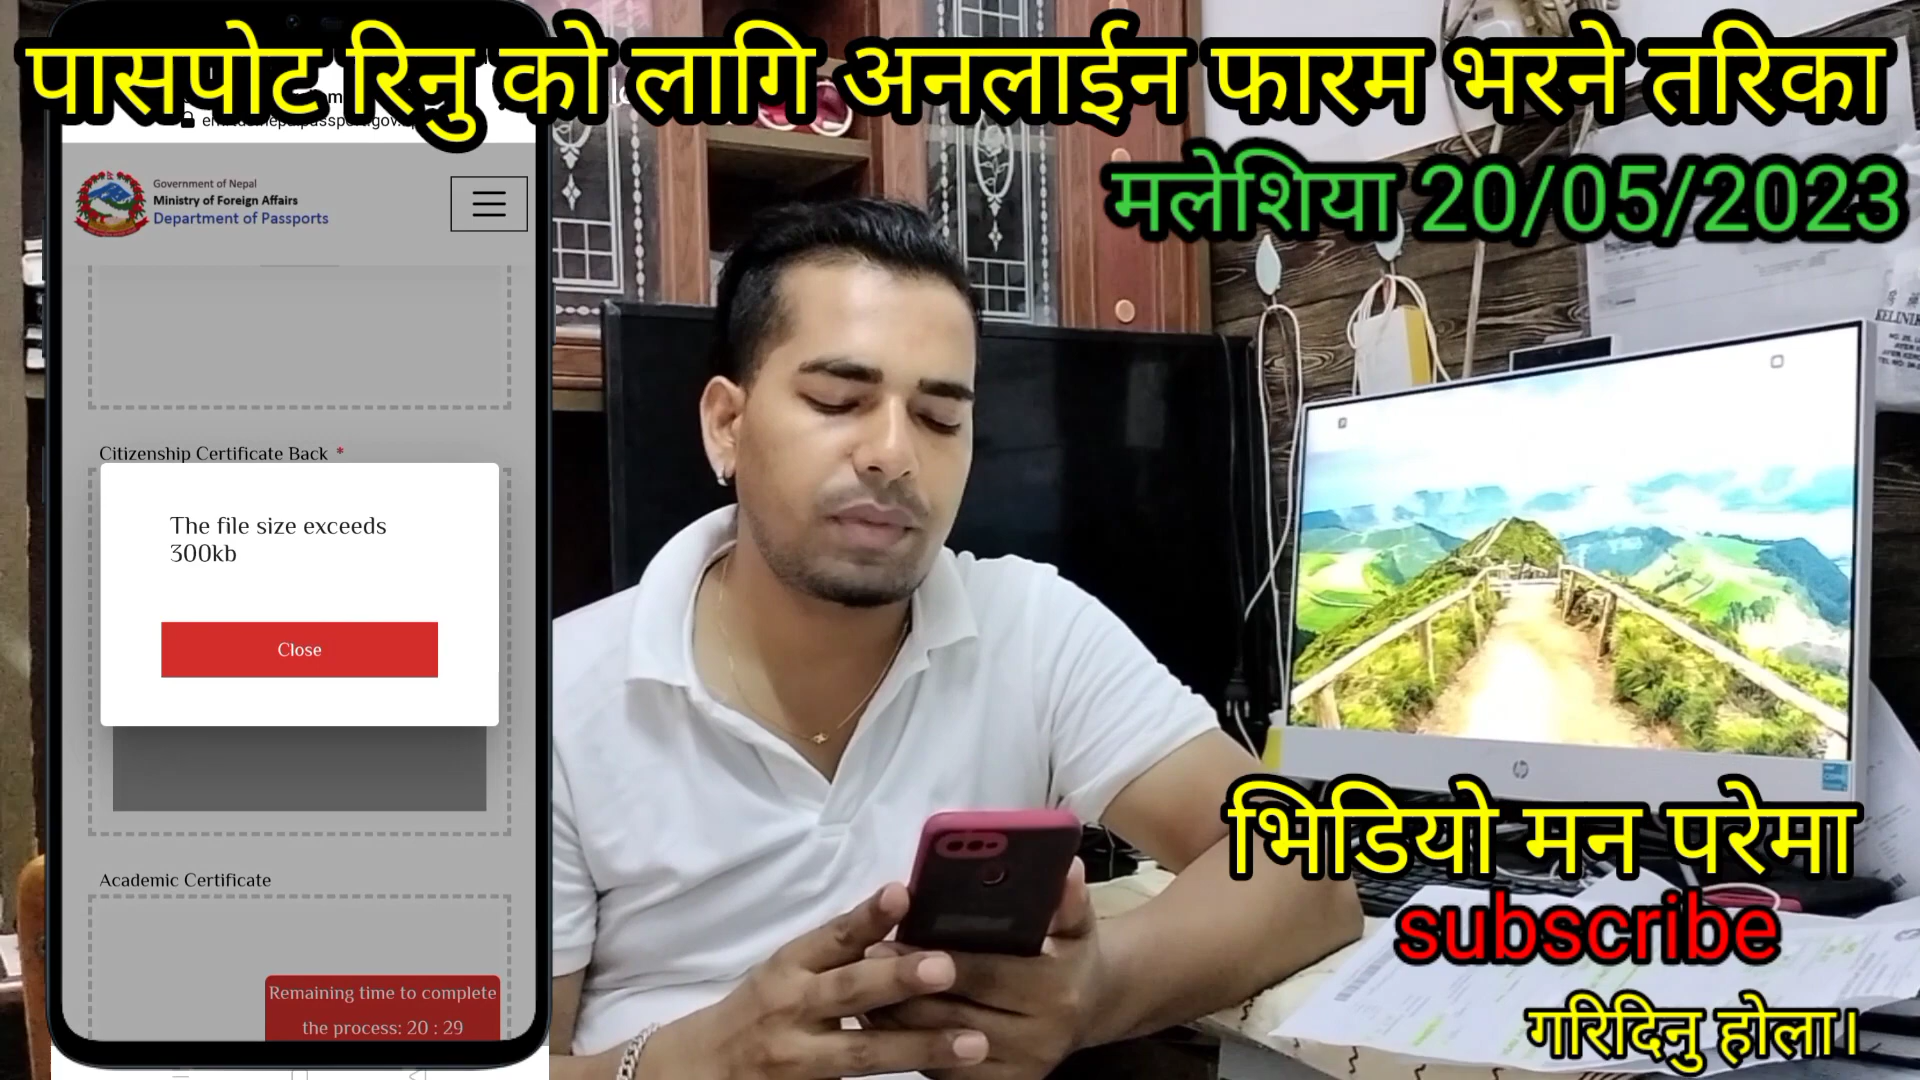 पासपोट रिनु को लागि अनलाईन फारम भरने तरिका
मलेशिया 20/05/2023
Government of Nepal
Ministry of Foreign Affairs
Department of Passports
Citizenship Certificate Back *
The file size exceeds
300kb
Close
Academic Certificate
Remaining time to complete
the process: 20 : 29
hp
भिडियो मन परेमा
subscribe
गरिदिनु होला।